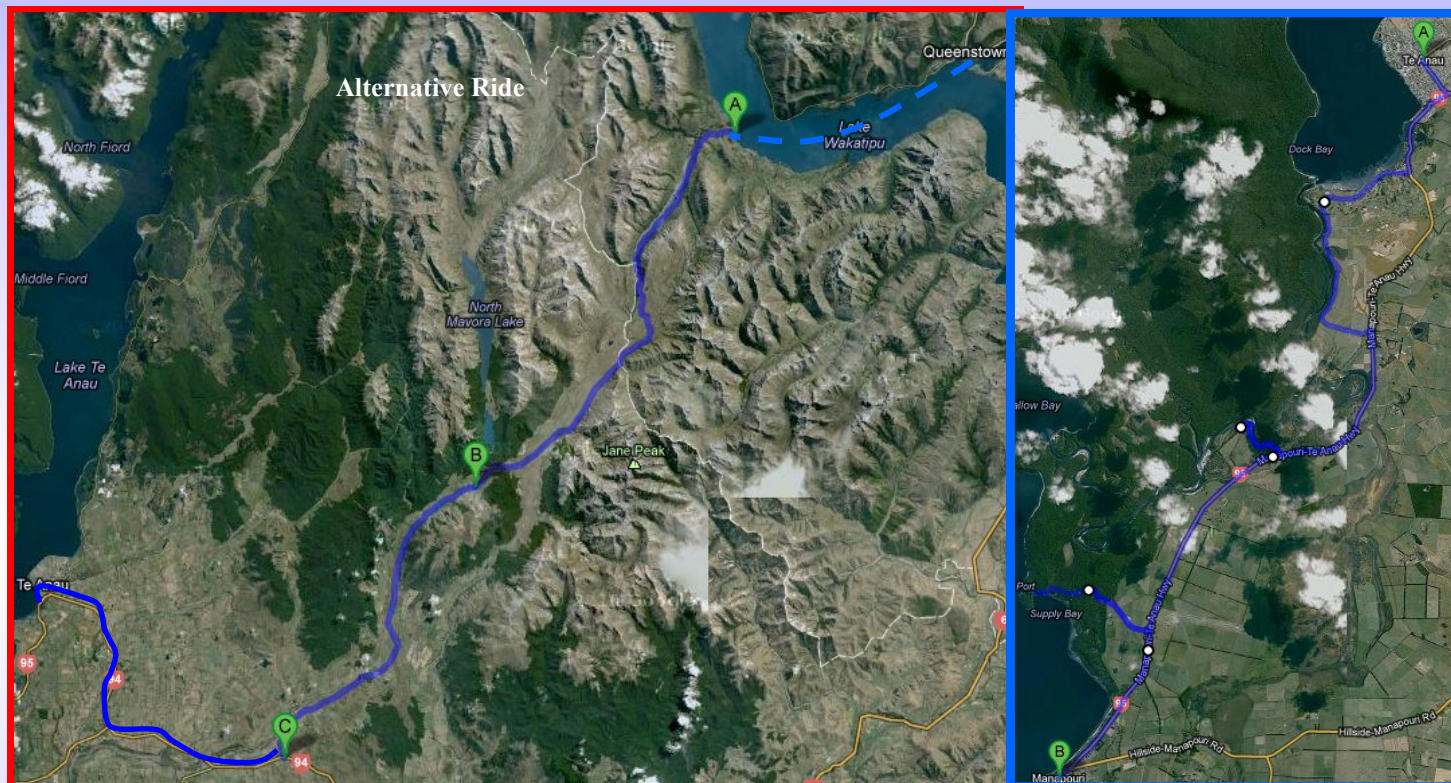 Alternative Ride
Queenstown
A
Lake
Wakatipu
North Fiord
Middle Fiord
North
Mavora Lake
Lake Te
Anau
B
Jane Peak
Te Anau
95
94
C
94
6
A
Te Anau
Dock Bay
Manapouri-Te Anau Hwy
Manapouri-Te Anau Hwy
95
Port
Supply Bay
Manapouri-Te Anau Hwy
95
B
Manapouri
Hillside-Manapouri Rd
Hillside-Manapouri Rd